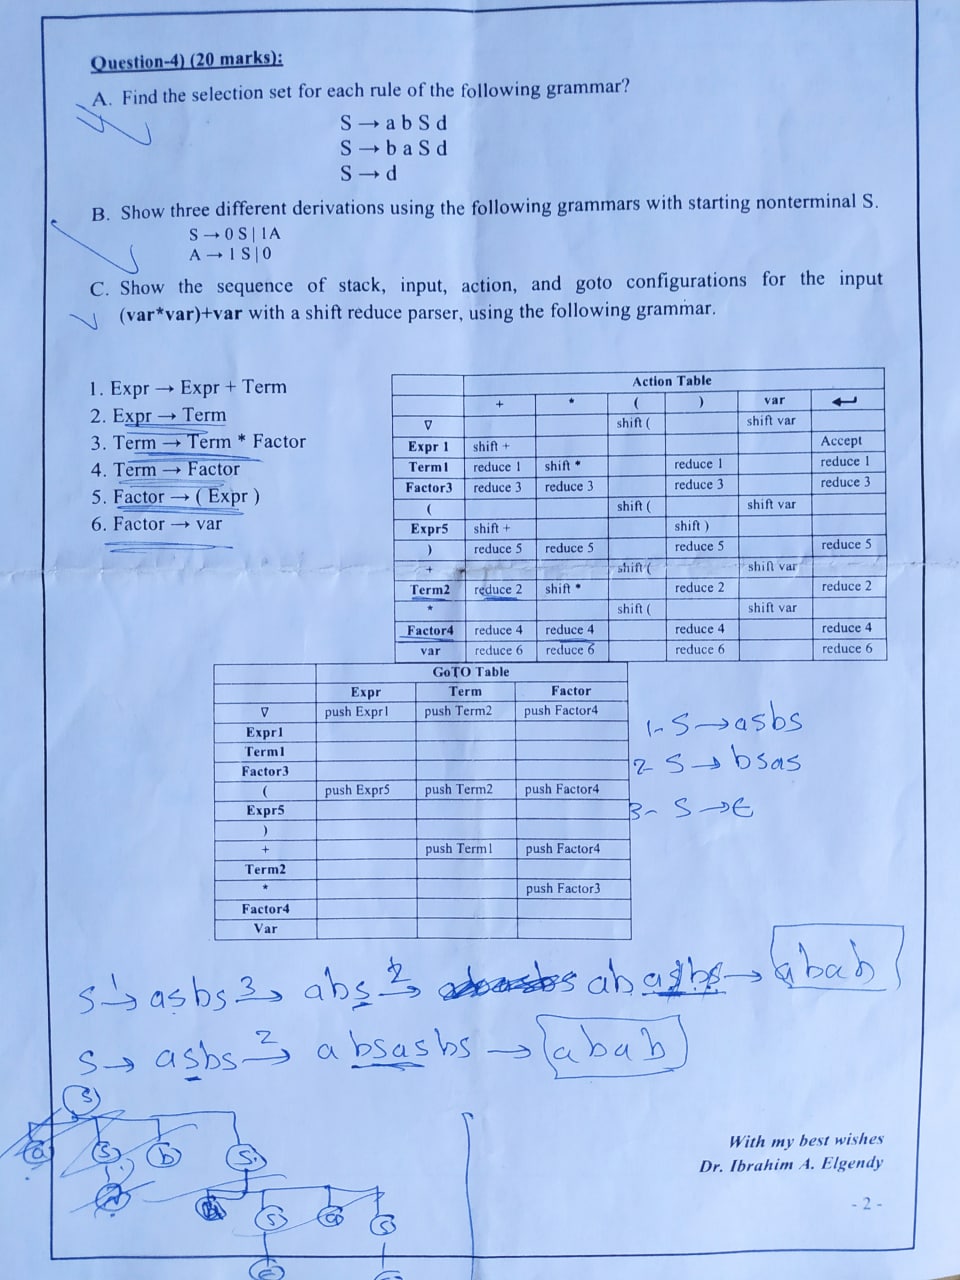 Question-4) (20 marks):
A. Find the selection set for each rule of the following grammar?
S → a b S d
S → b a S d
S → d
B. Show three different derivations using the following grammars with starting nonterminal S.
S → 0 S | 1A
A → 1 S | 0
C. Show the sequence of stack, input, action, and goto configurations for the input
(var*var)+var with a shift reduce parser, using the following grammar.
1. Expr → Expr + Term
2. Expr → Term
3. Term → Term * Factor
4. Term → Factor
5. Factor → ( Expr )
6. Factor → var
Action Table
+ * ( ) var ↵
∇ shift ( shift var
Expr 1 shift + Accept
Term1 reduce 1 shift * reduce 1 reduce 1
Factor3 reduce 3 reduce 3 reduce 3 reduce 3
( shift ( shift var
Expr5 shift + shift )
) reduce 5 reduce 5 reduce 5 reduce 5
+ shift ( shift var
Term2 reduce 2 shift * reduce 2 reduce 2
* shift ( shift var
Factor4 reduce 4 reduce 4 reduce 4 reduce 4
var reduce 6 reduce 6 reduce 6 reduce 6
GoTO Table
Expr Term Factor
∇ push Expr1 push Term2 push Factor4
Expr1
Term1
Factor3
( push Expr5 push Term2 push Factor4
Expr5
)
+ push Term1 push Factor4
Term2
* push Factor3
Factor4
Var
1- S → asbs
2 S → bsas
3- S → ϵ
S 1→ asbs 3→ abs 2→ ab asbs → abab
S → asbs 2→ a bsasbs → abab
S
a S b S
S a S
With my best wishes
Dr. Ibrahim A. Elgendy
- 2 -